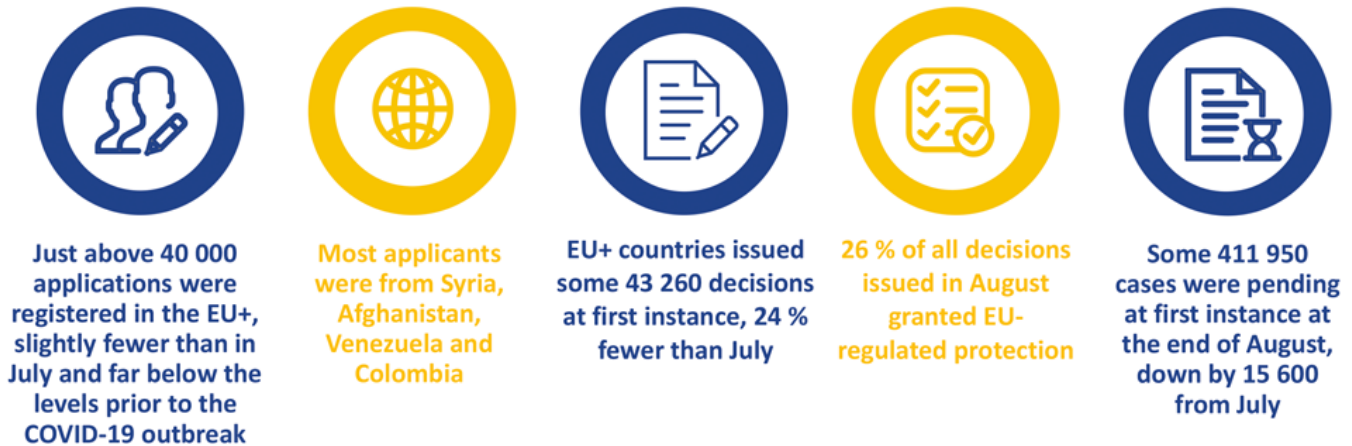 Just above 40 000
applications were
registered in the EU+,
slightly fewer than in
July and far below the
levels prior to the
COVID-19 outbreak
Most applicants
were from Syria,
Afghanistan,
Venezuela and
Colombia
EU+ countries issued
some 43 260 decisions
at first instance, 24 %
fewer than July
26 % of all decisions
issued in August
granted EU-
regulated protection
Some 411 950
cases were pending
at first instance at
the end of August,
down by 15 600
from July